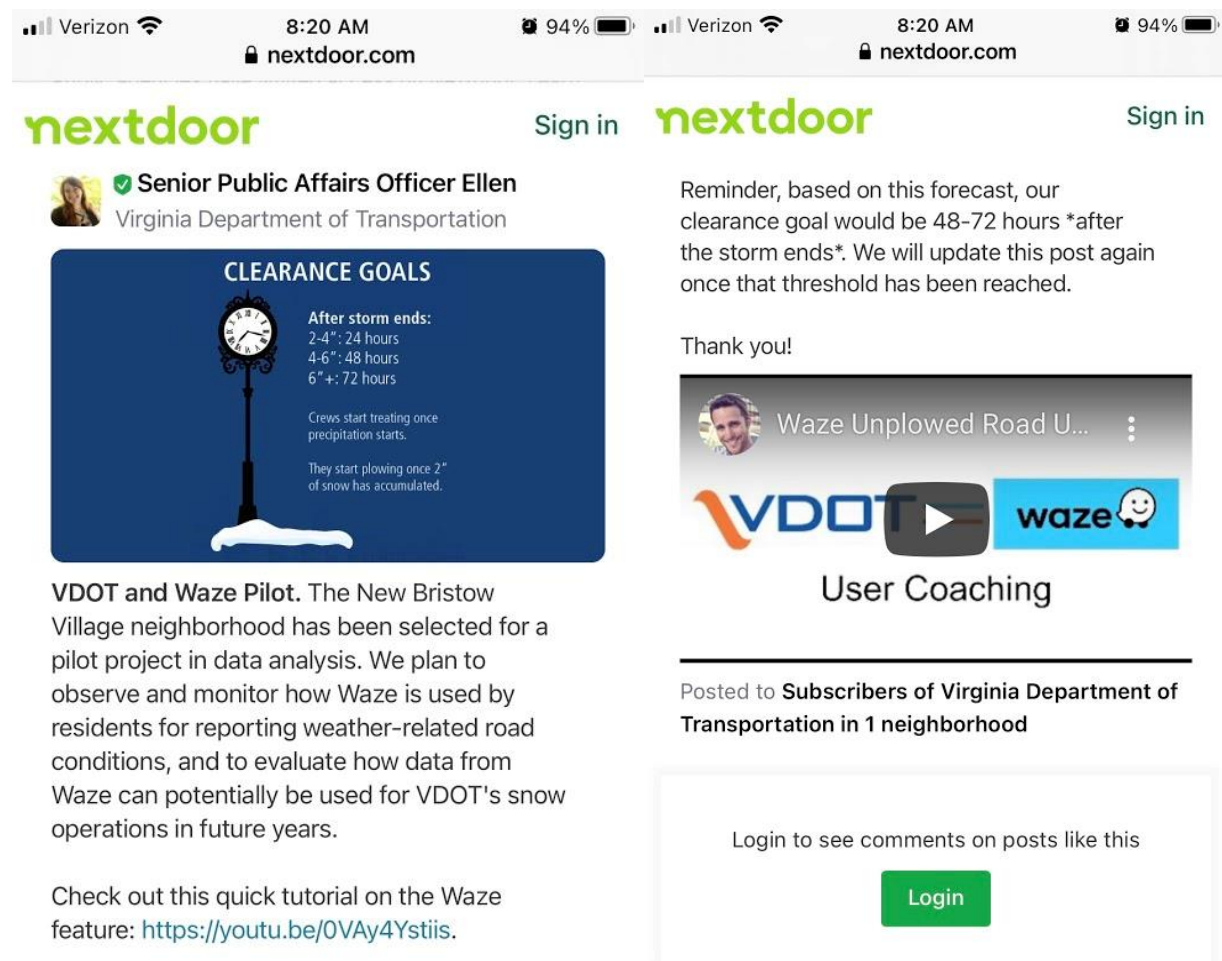 Verizon
8:20 AM
94%
nextdoor.com
nextdoor
Sign in
Senior Public Affairs Officer Ellen
Virginia Department of Transportation
CLEARANCE GOALS
After storm ends:
2-4": 24 hours
4-6": 48 hours
6"+: 72 hours
Crews start treating once
precipitation starts.
They start plowing once 2"
of snow has accumulated.
VDOT and Waze Pilot. The New Bristow
Village neighborhood has been selected for a
pilot project in data analysis. We plan to
observe and monitor how Waze is used by
residents for reporting weather-related road
conditions, and to evaluate how data from
Waze can potentially be used for VDOT's snow
operations in future years.
Check out this quick tutorial on the Waze
feature: https://youtu.be/0VAy4Ystiis.
Verizon
8:20 AM
94%
nextdoor.com
nextdoor
Sign in
Reminder, based on this forecast, our
clearance goal would be 48-72 hours *after
the storm ends*. We will update this post again
once that threshold has been reached.
Thank you!
Waze Unplowed Road U...
VDOT
waze
User Coaching
Posted to Subscribers of Virginia Department of
Transportation in 1 neighborhood
Login to see comments on posts like this
Login